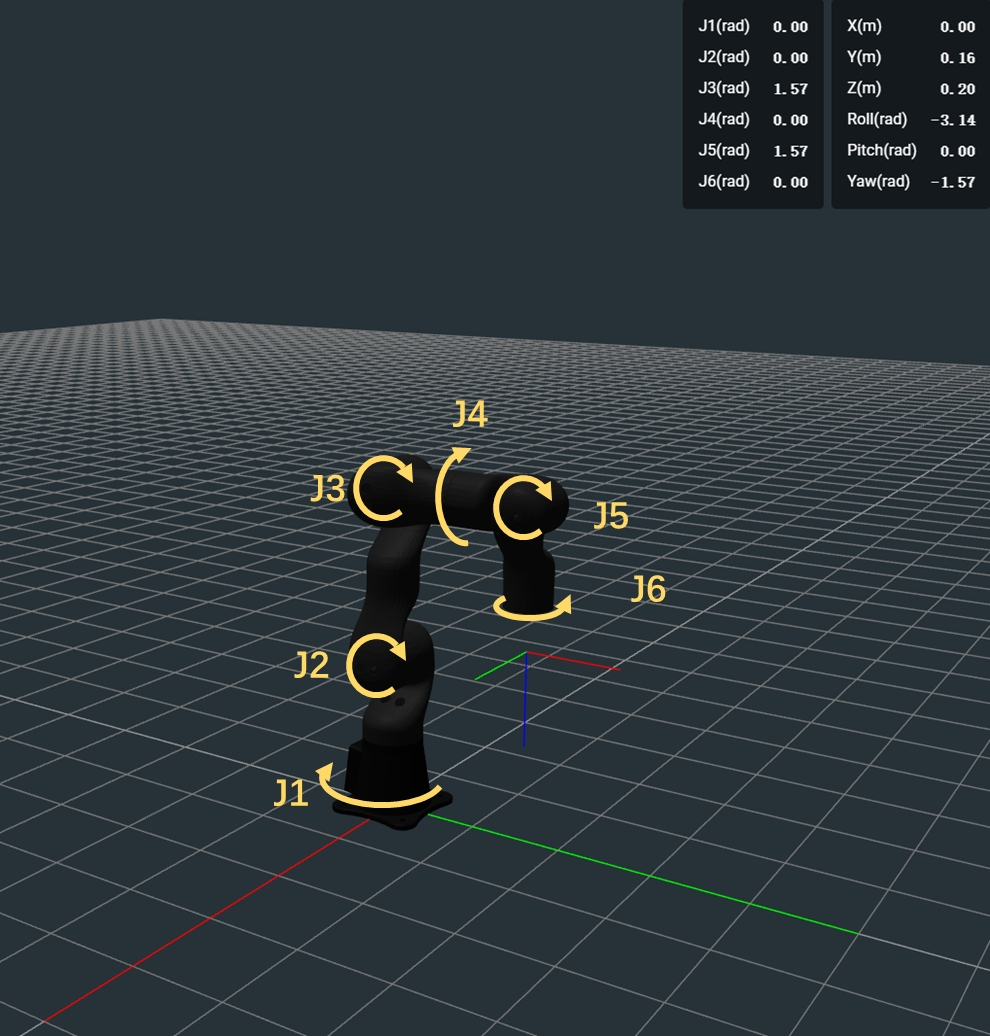 J1(rad) 0.00
J2(rad) 0.00
J3(rad) 1.57
J4(rad) 0.00
J5(rad) 1.57
J6(rad) 0.00
X(m) 0.00
Y(m) 0.16
Z(m) 0.20
Roll(rad) -3.14
Pitch(rad) 0.00
Yaw(rad) -1.57
J4
J3
J5
J6
J2
J1